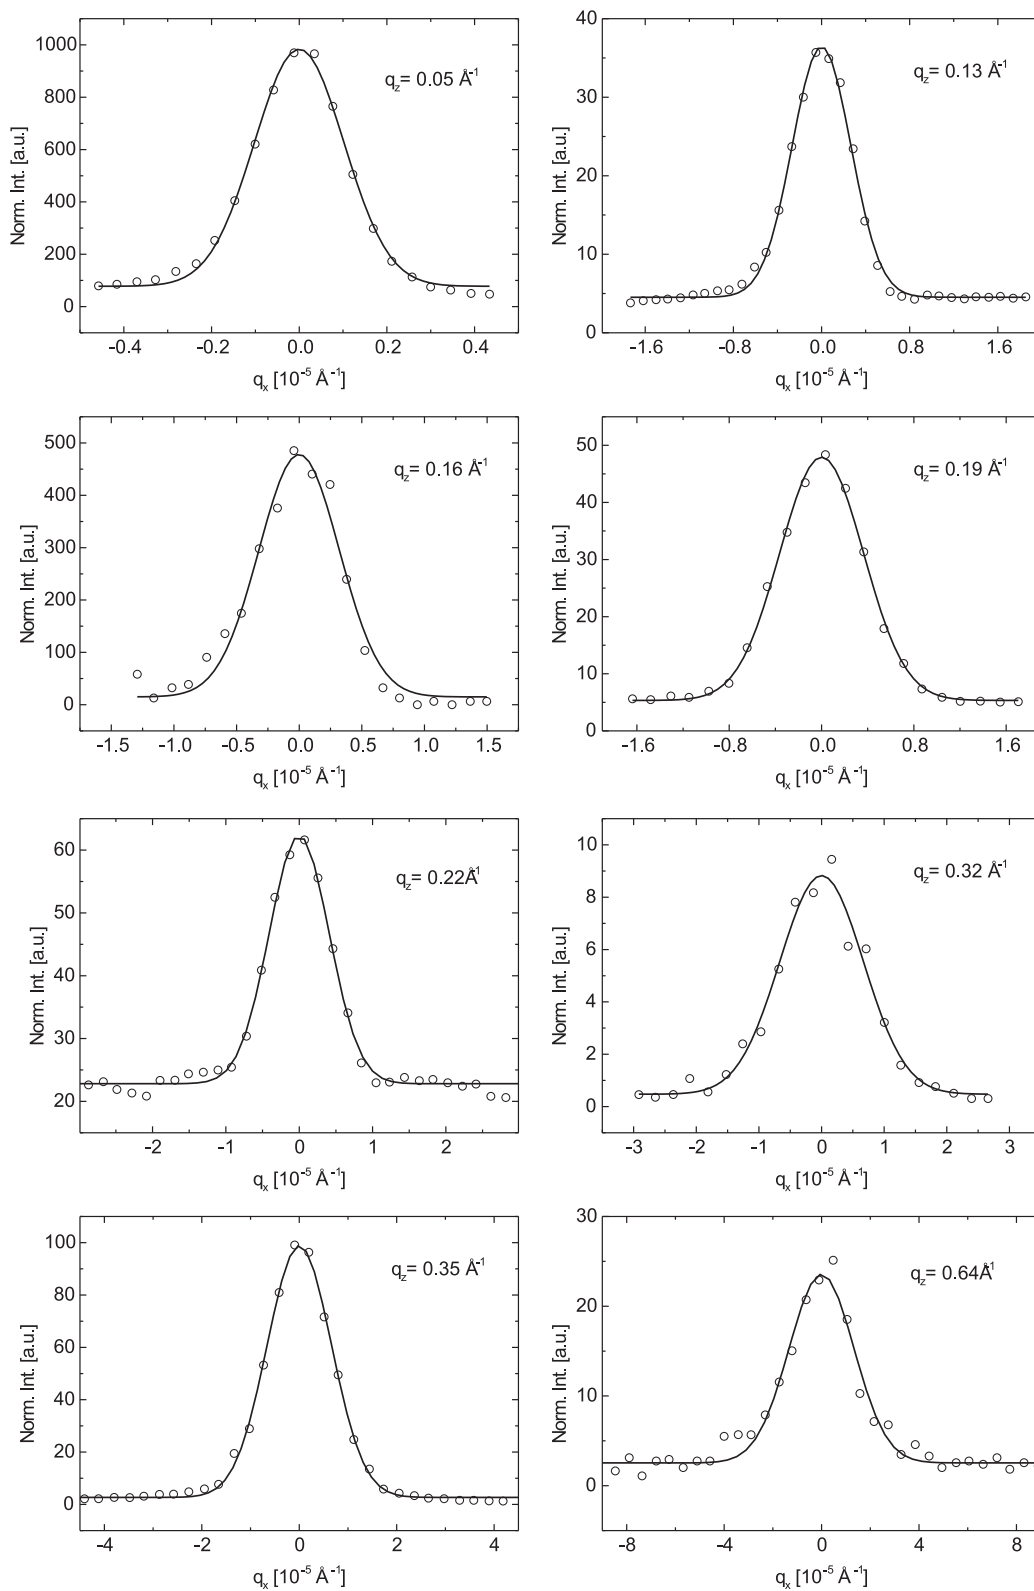 1000
800
600
400
200
0
Norm. Int. [a.u.]
q_z= 0.05 Å⁻¹
-0.4 -0.2 0.0 0.2 0.4
q_x [10⁻⁵ Å⁻¹]
40
30
20
10
0
Norm. Int. [a.u.]
q_z= 0.13 Å⁻¹
-1.6 -0.8 0.0 0.8 1.6
q_x [10⁻⁵ Å⁻¹]
500
400
300
200
100
0
Norm. Int. [a.u.]
q_z= 0.16 Å⁻¹
-1.5 -1.0 -0.5 0.0 0.5 1.0 1.5
q_x [10⁻⁵ Å⁻¹]
50
40
30
20
10
0
Norm. Int. [a.u.]
q_z= 0.19 Å⁻¹
-1.6 -0.8 0.0 0.8 1.6
q_x [10⁻⁵ Å⁻¹]
60
50
40
30
20
Norm. Int. [a.u.]
q_z= 0.22Å⁻¹
-2 -1 0 1 2
q_x [10⁻⁵ Å⁻¹]
10
8
6
4
2
0
Norm. Int. [a.u.]
q_z= 0.32 Å⁻¹
-3 -2 -1 0 1 2 3
q_x [10⁻⁵ Å⁻¹]
100
80
60
40
20
0
Norm. Int. [a.u.]
q_z= 0.35 Å⁻¹
-4 -2 0 2 4
q_x [10⁻⁵ Å⁻¹]
30
20
10
0
Norm. Int. [a.u.]
q_z= 0.64Å⁻¹
-8 -4 0 4 8
q_x [10⁻⁵ Å⁻¹]